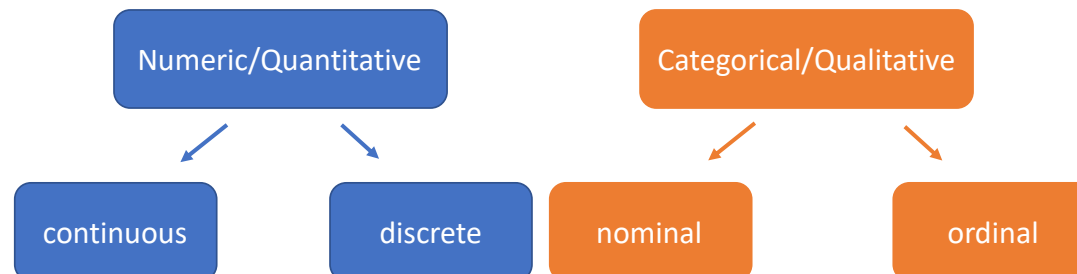 Numeric/Quantitative
Categorical/Qualitative
continuous
discrete
nominal
ordinal